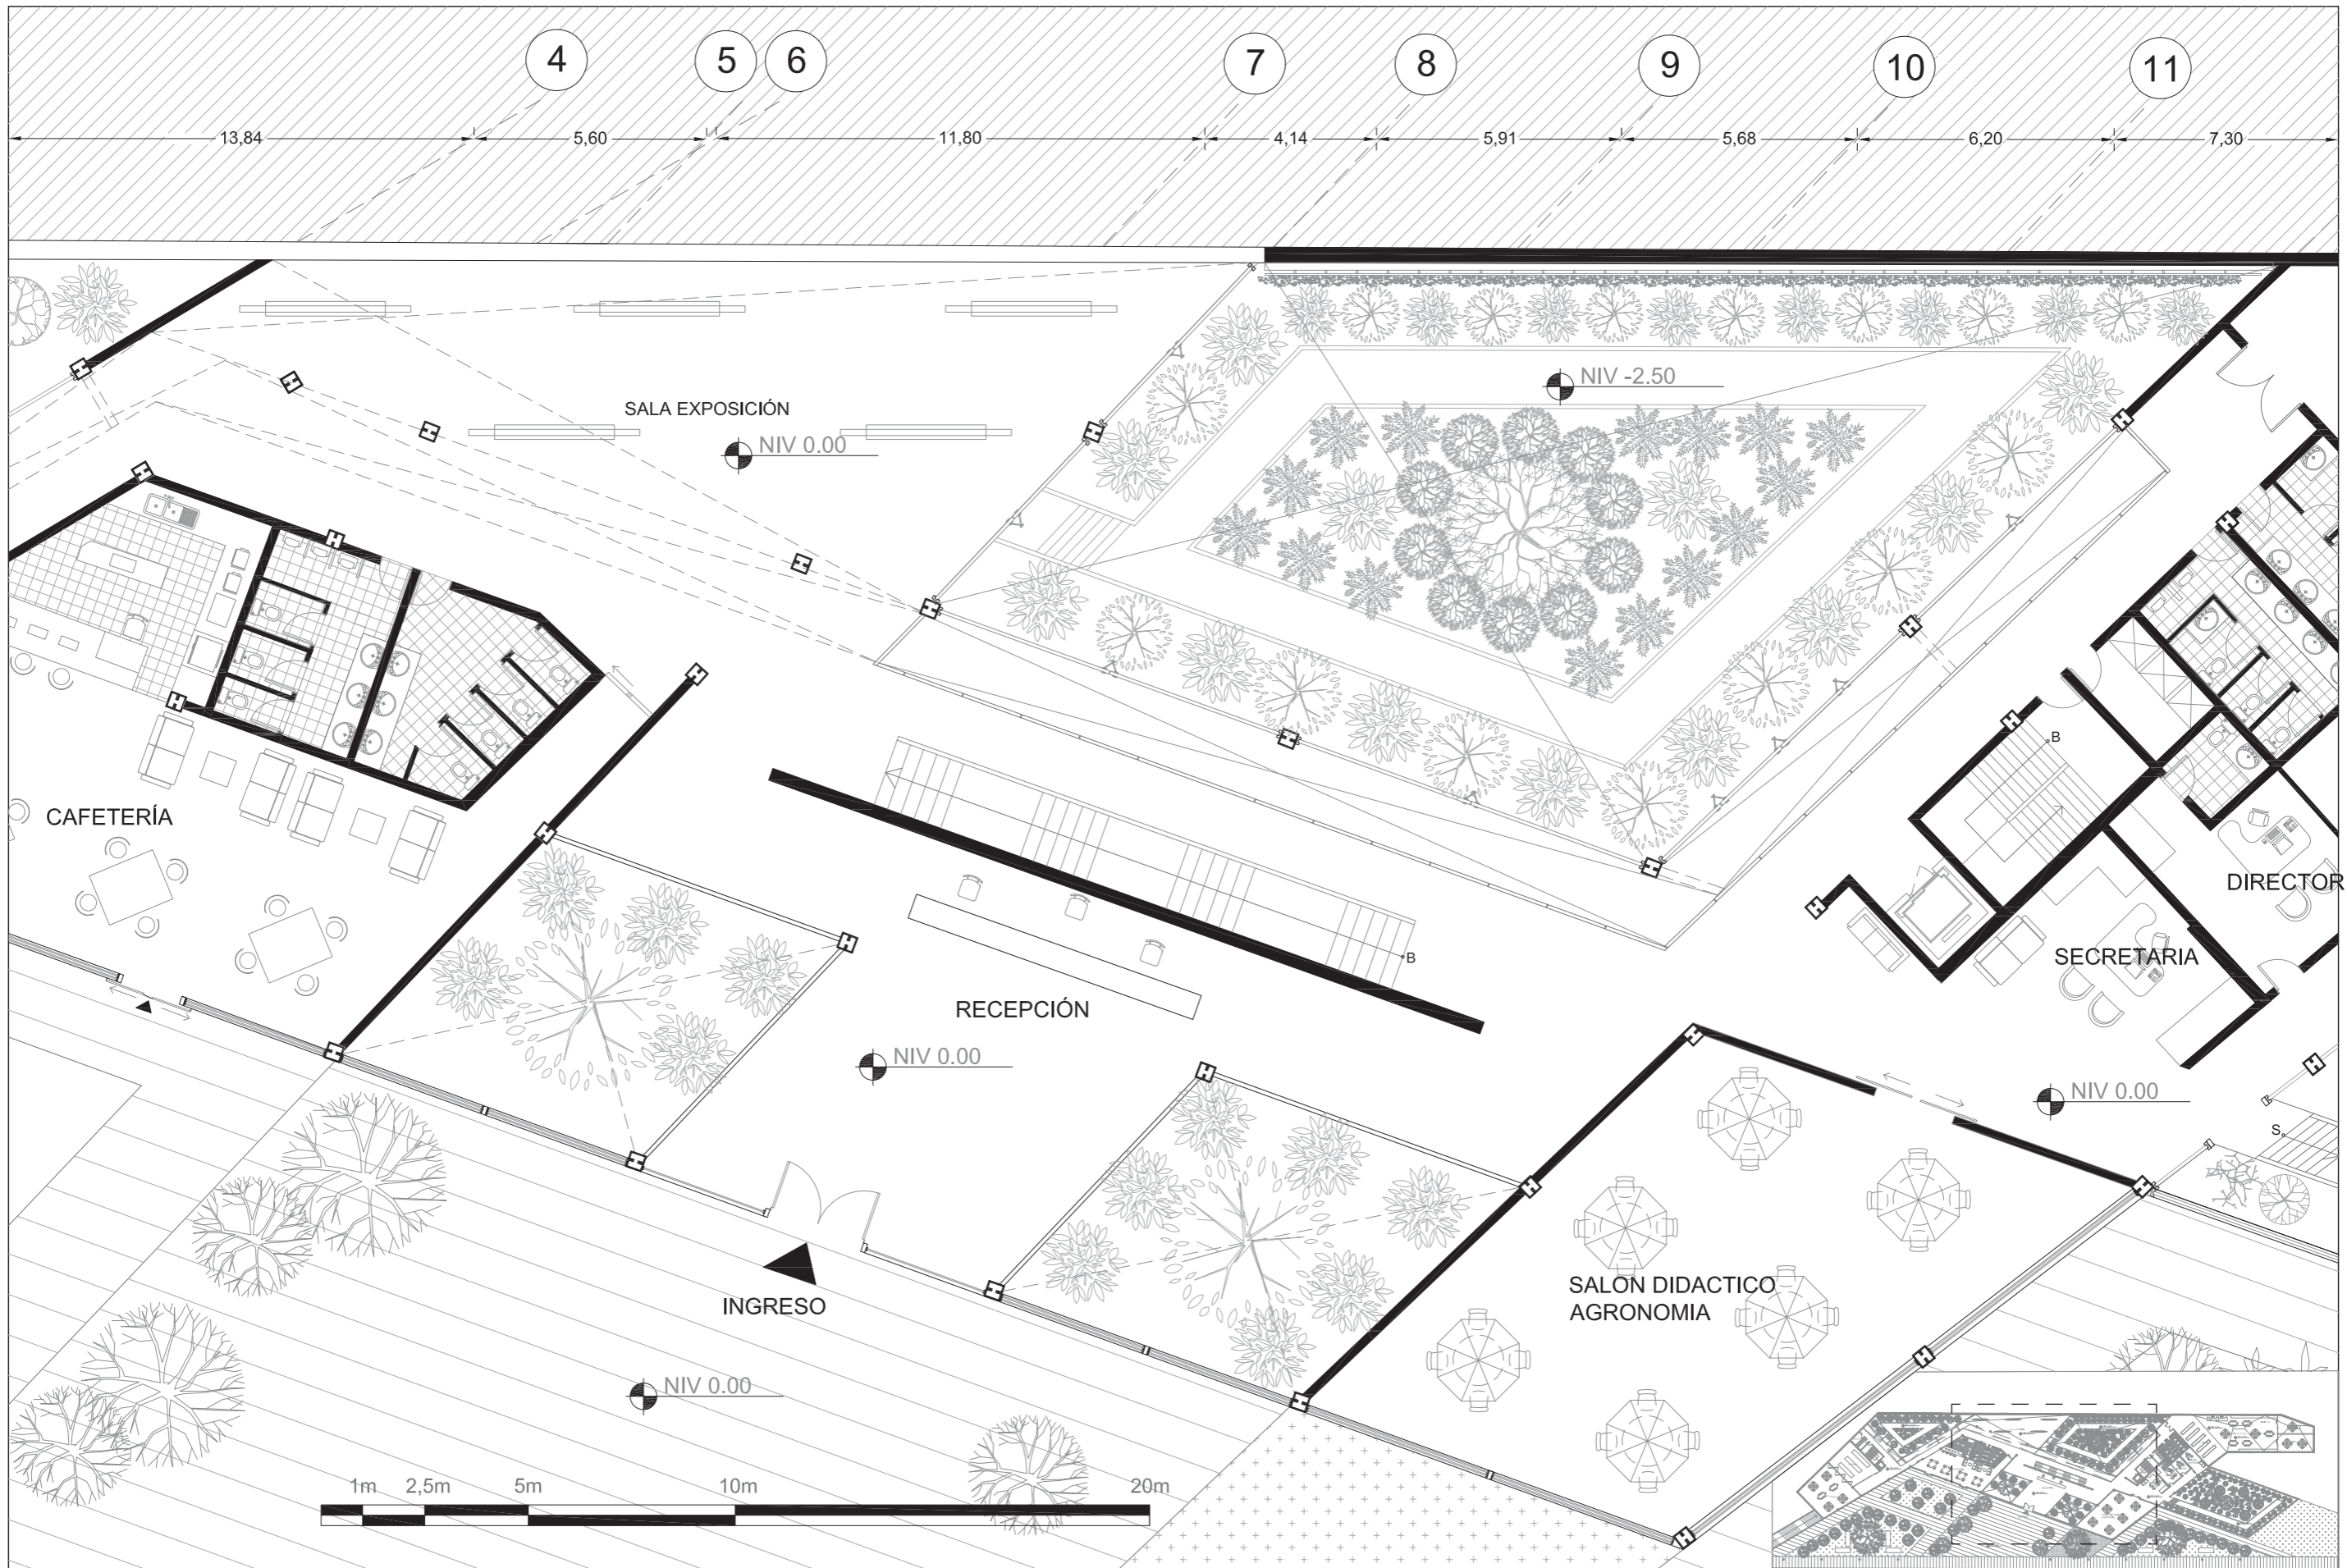 4
5
6
7
8
9
10
11
13,84
5,60
11,80
4,14
5,91
5,68
6,20
7,30
NIV -2.50
SALA EXPOSICIÓN
NIV 0.00
B
CAFETERÍA
DIRECTOR
SECRETARIA
B
RECEPCIÓN
NIV 0.00
NIV 0.00
S
SALON DIDACTICO
AGRONOMIA
INGRESO
NIV 0.00
1m
2,5m
5m
10m
20m